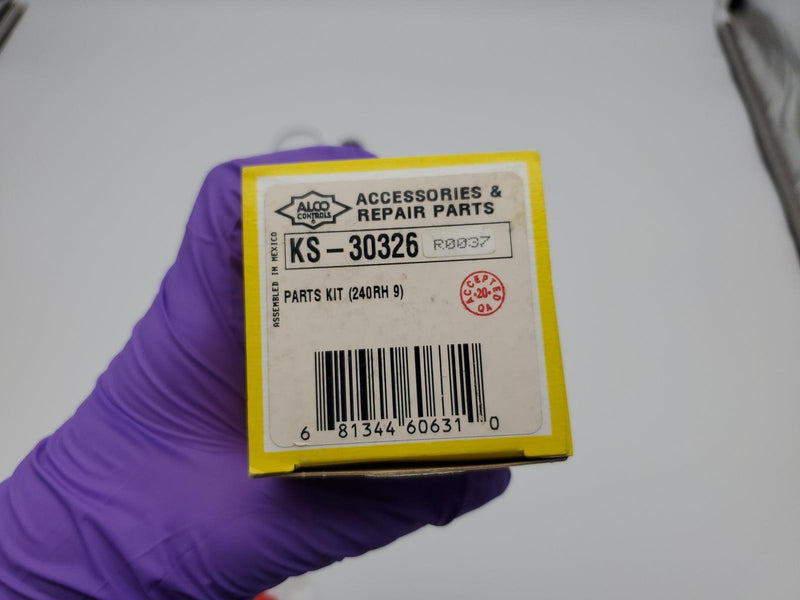 ALCO
CONTROLS
ACCESSORIES &
REPAIR PARTS
ASSEMBLED IN MEXICO
KS-30326 R0037
PARTS KIT (240RH 9)
ACCEPTED
-20-
QA
6 81344 60631 0